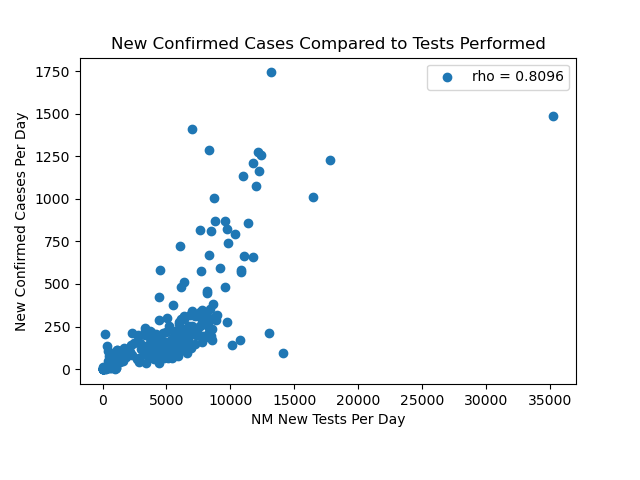 New Confirmed Cases Compared to Tests Performed
rho = 0.8096
New Confirmed Caeses Per Day
1750
1500
1250
1000
750
500
250
0
0 5000 10000 15000 20000 25000 30000 35000
NM New Tests Per Day